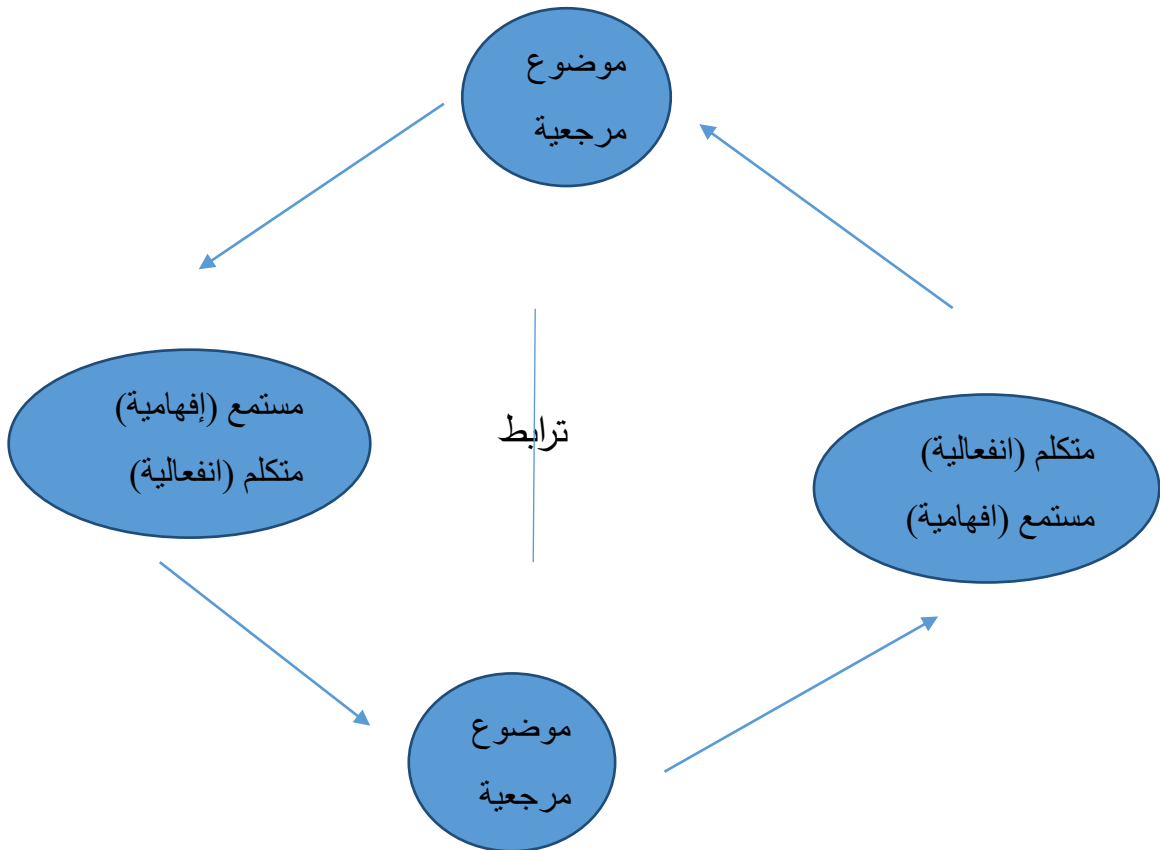 موضوع
مرجعية
متكلم (انفعالية)
مستمع (افهامية)
ترابط
مستمع (إفهامية)
متكلم (انفعالية)
موضوع
مرجعية